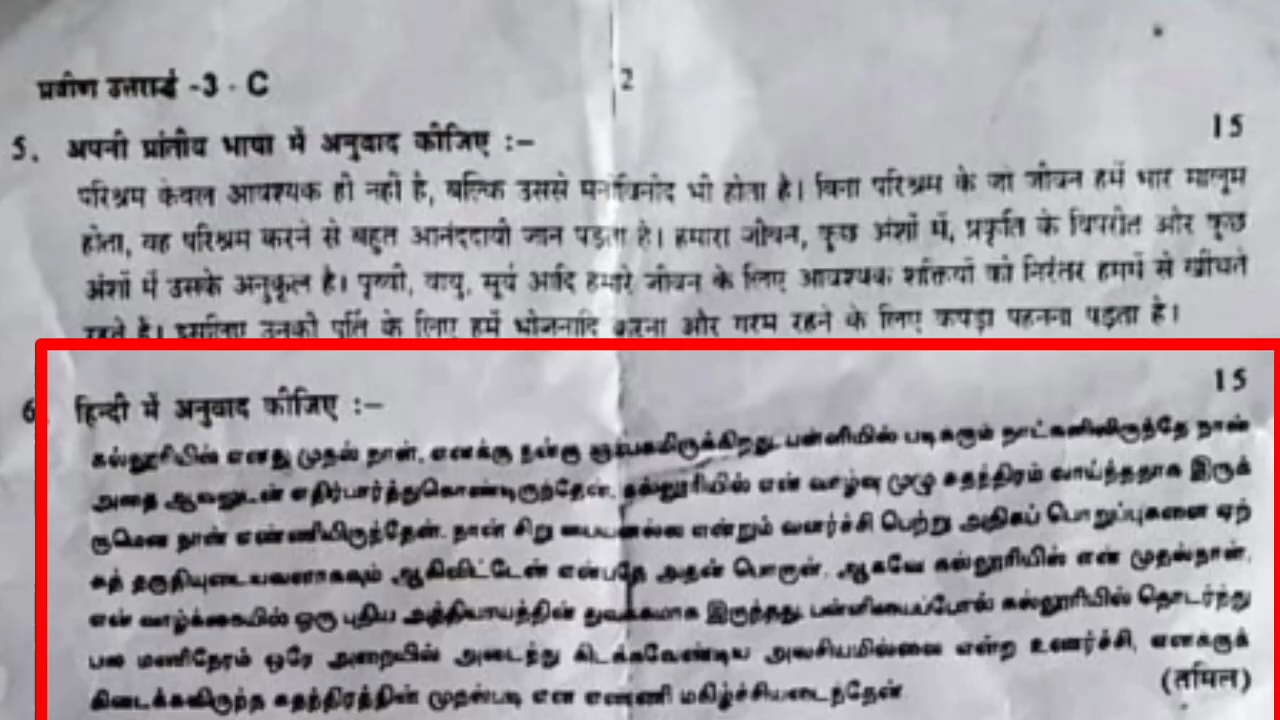 प्रवीण उत्तरार्द्ध -3 - C
2
15
5. अपनी प्रांतीय भाषा में अनुवाद कीजिए :-
परिश्रम केवल आवश्यक ही नहीं है, बल्कि उससे मनोविनोद भी होता है। बिना परिश्रम के जो जीवन हमें भार मालूम
होता, वह परिश्रम करने से बहुत आनंददायी जान पड़ता है। हमारा जीवन, कुछ अंशों में, प्रकृति के विपरीत और कुछ
अंशों में उसके अनुकूल है। पृथ्वी, वायु, सूर्य आदि हमारे जीवन के लिए आवश्यक शक्तियों को निरंतर हममें से खींचते
रहते हैं। इसलिए उनकी पूर्ति के लिए हमें भोजनादि करना और गरम रहने के लिए कपड़ा पहनना पड़ता है।
15
6. हिन्दी में अनुवाद कीजिए :-
கல்லூரியில் எனது முதல் நாள், எனக்கு நன்கு ஞாபகமிருக்கிறது. பள்ளியில் படிக்கும் நாட்களிலிருந்தே நான்
அதை ஆவலுடன் எதிர்பார்த்துகொண்டிருந்தேன். கல்லூரியில் என் வாழ்வு முழு சுதந்திரம் வாய்ந்ததாக இருக்
குமென நான் எண்ணியிருந்தேன். நான் சிறு பையனல்ல என்றும் வளர்ச்சி பெற்று அதிகப் பொறுப்புகளை ஏற்
கத் தகுதியுடையவனாகவும் ஆகிவிட்டேன் என்பதே அதன் பொருள். ஆகவே கல்லூரியில் என் முதல்நாள்,
என் வாழ்க்கையில் ஒரு புதிய அத்தியாயத்தின் துவக்கமாக இருந்தது. பள்ளியைப்போல் கல்லூரியில் தொடர்ந்து
பல மணிநேரம் ஒரே அறையில் அடைந்து கிடக்கவேண்டிய அவசியமில்லை என்ற உணர்ச்சி, எனக்குக்
கிடைக்கவிருந்த சுதந்திரத்தின் முதல்படி என எண்ணி மகிழ்ச்சியடைந்தேன்.
(तमिल)